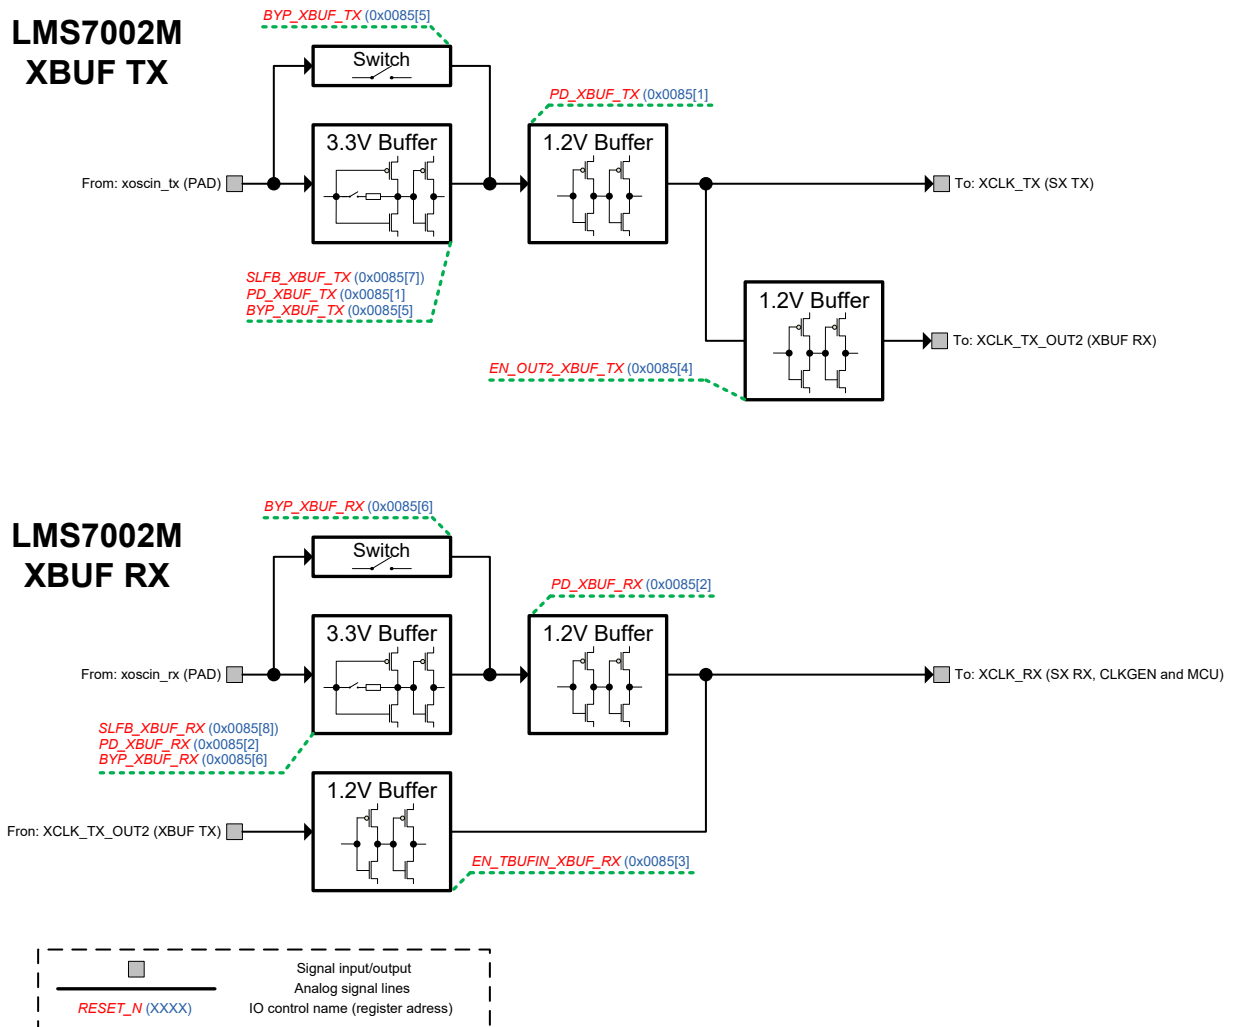 LMS7002M
XBUF TX
BYP_XBUF_TX (0x0085[5]
Switch
PD_XBUF_TX (0x0085[1]
3.3V Buffer
1.2V Buffer
From: xoscin_tx (PAD)
To: XCLK_TX (SX TX)
SLFB_XBUF_TX (0x0085[7])
PD_XBUF_TX (0x0085[1]
BYP_XBUF_TX (0x0085[5]
1.2V Buffer
To: XCLK_TX_OUT2 (XBUF RX)
EN_OUT2_XBUF_TX (0x0085[4]
LMS7002M
XBUF RX
BYP_XBUF_RX (0x0085[6]
Switch
PD_XBUF_RX (0x0085[2]
3.3V Buffer
1.2V Buffer
From: xoscin_rx (PAD)
To: XCLK_RX (SX RX, CLKGEN and MCU)
SLFB_XBUF_RX (0x0085[8])
PD_XBUF_RX (0x0085[2]
BYP_XBUF_RX (0x0085[6]
1.2V Buffer
Fron: XCLK_TX_OUT2 (XBUF TX)
EN_TBUFIN_XBUF_RX (0x0085[3]
Signal input/output
Analog signal lines
RESET_N (XXXX) IO control name (register adress)